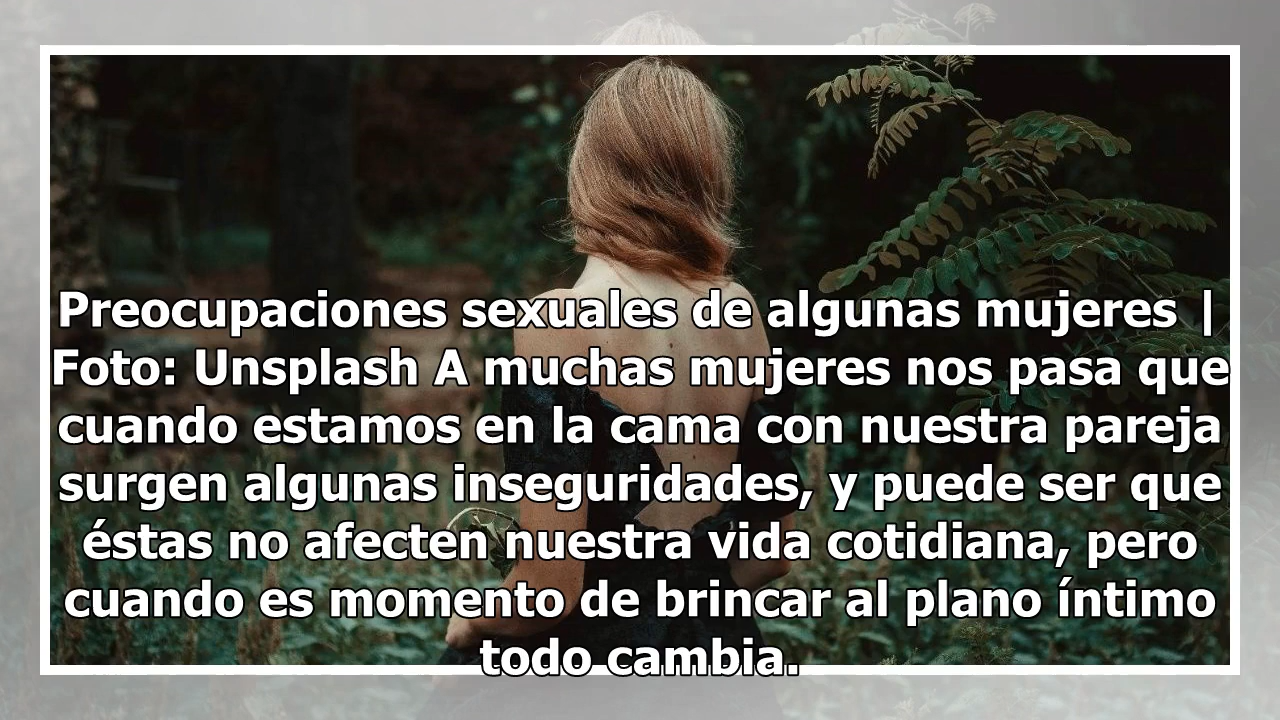 Preocupaciones sexuales de algunas mujeres |
Foto: Unsplash A muchas mujeres nos pasa que
cuando estamos en la cama con nuestra pareja
surgen algunas inseguridades, y puede ser que
éstas no afecten nuestra vida cotidiana, pero
cuando es momento de brincar al plano íntimo
todo cambia.